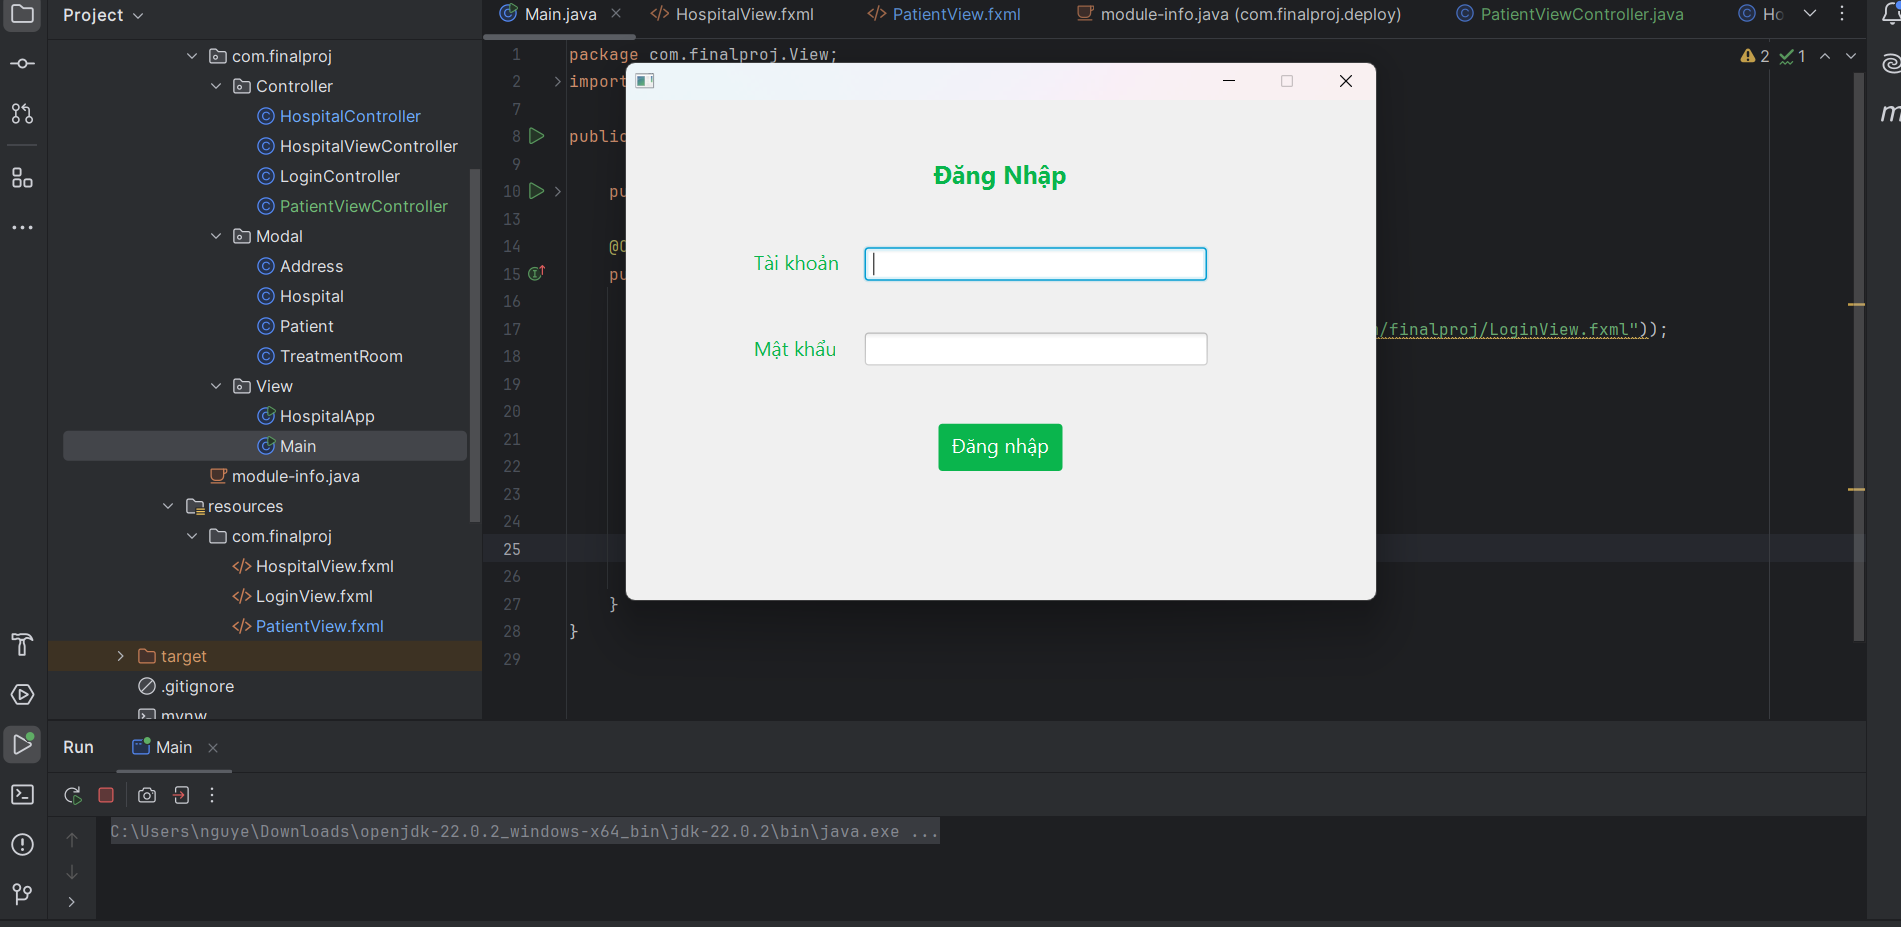 Project
Main.java
HospitalView.fxml
PatientView.fxml
module-info.java (com.finalproj.deploy)
PatientViewController.java
com.finalproj
Controller
HospitalController
HospitalViewController
LoginController
PatientViewController
Modal
Address
Hospital
Patient
TreatmentRoom
View
HospitalApp
Main
module-info.java
resources
com.finalproj
HospitalView.fxml
LoginView.fxml
PatientView.fxml
target
.gitignore
mvnw
1 package com.finalproj.View;
2 import
7
8 public
9
10 pu
13
14
15 pu
16
17 /finalproj/LoginView.fxml"));
18
19
20
21
22
23
24
25
26
27 }
28 }
29
2 1
m
Đăng Nhập
Tài khoản
Mật khẩu
Đăng nhập
Run
Main
C:\Users\nguye\Downloads\openjdk-22.0.2_windows-x64_bin\jdk-22.0.2\bin\java.exe ...